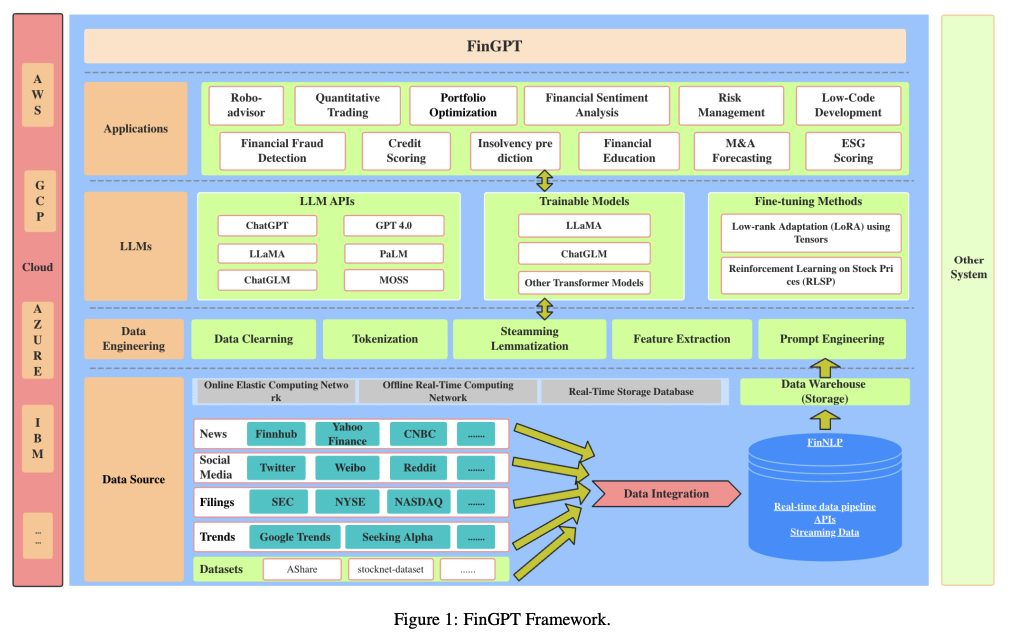 FinGPT
A
W
S
G
C
P
Cloud
A
Z
U
R
E
I
B
M
...
...
Applications
Robo-
advisor
Quantitative
Trading
Portfolio
Optimization
Financial Sentiment
Analysis
Risk
Management
Low-Code
Development
Financial Fraud
Detection
Credit
Scoring
Insolvency pre
diction
Financial
Education
M&A
Forecasting
ESG
Scoring
LLMs
LLM APIs
ChatGPT
GPT 4.0
LLaMA
PaLM
ChatGLM
MOSS
Trainable Models
LLaMA
ChatGLM
Other Transformer Models
Fine-tuning Methods
Low-rank Adaptation (LoRA) using
Tensors
Reinforcement Learning on Stock Pri
ces (RLSP)
Data
Engineering
Data Clearning
Tokenization
Steamming
Lemmatization
Feature Extraction
Prompt Engineering
Data Source
Online Elastic Computing Netwo
rk
Offline Real-Time Computing
Network
Real-Time Storage Database
Data Warehouse
(Storage)
News
Finnhub
Yahoo
Finance
CNBC
.......
Social
Media
Twitter
Weibo
Reddit
.......
Filings
SEC
NYSE
NASDAQ
.......
Trends
Google Trends
Seeking Alpha
.......
Datasets
AShare
stocknet-dataset
......
Data Integration
FinNLP
Real-time data pipeline
APIs
Streaming Data
Other
System
Figure 1: FinGPT Framework.